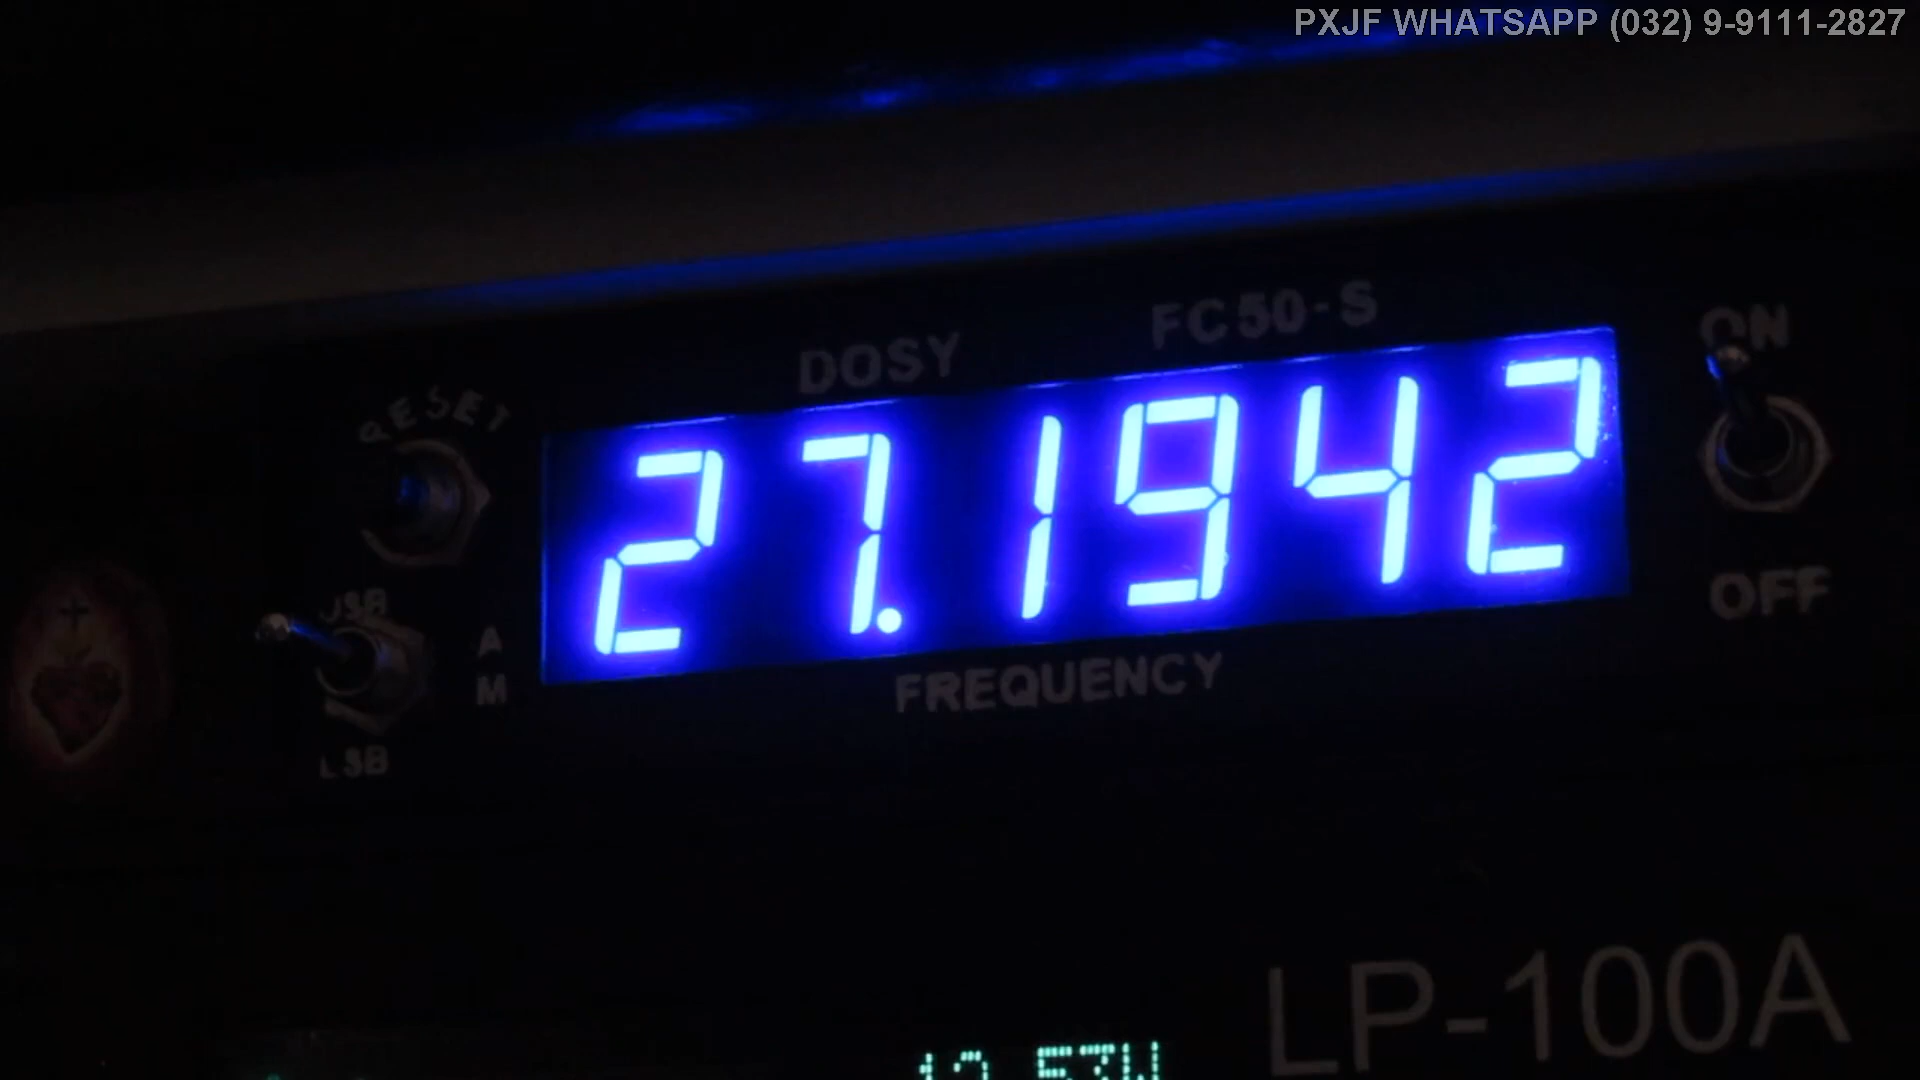 PXJF WHATSAPP (032) 9-9111-2827
DOSY FC50-S
RESET
ON
27.1942
USB
A
M
OFF
FREQUENCY
LSB
LP-100A